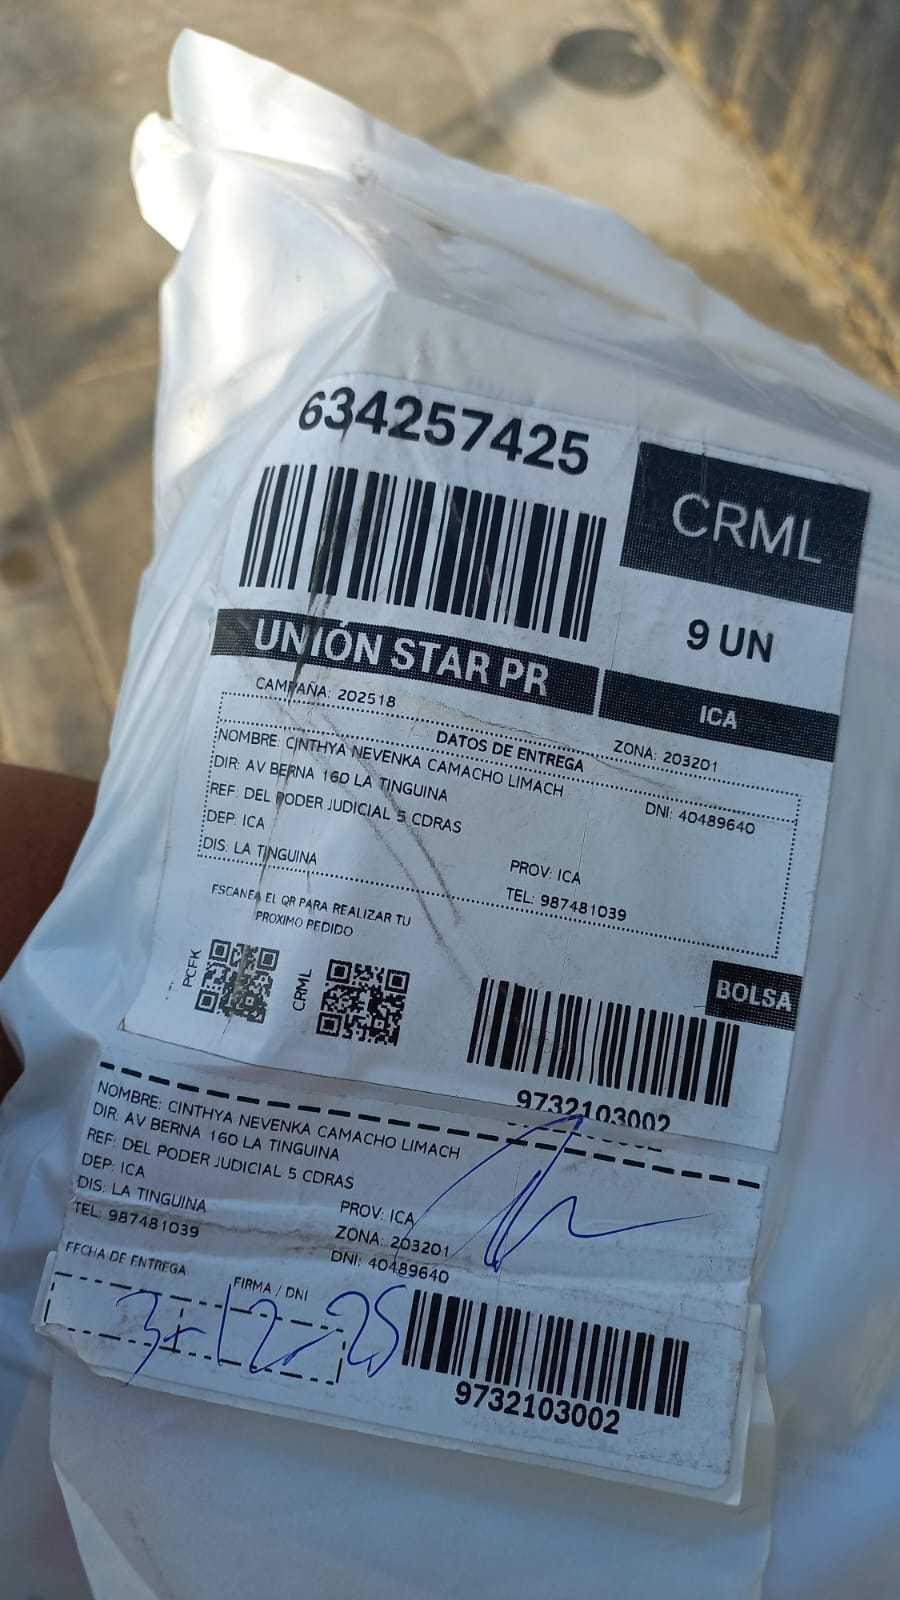 634257425
CRML
9 UN
UNIÓN STAR PR
ICA
CAMPAÑA: 202518
ZONA: 203201
DATOS DE ENTREGA
NOMBRE: CINTHYA NEVENKA CAMACHO LIMACH
DIR: AV BERNA 160 LA TINGUINA
DNI: 40489640
REF: DEL PODER JUDICIAL 5 CDRAS
DEP: ICA
PROV: ICA
DIS: LA TINGUINA
TEL: 987481039
ESCANEA EL QR PARA REALIZAR TU
PROXIMO PEDIDO
PCFK
CRML
BOLSA
9732103002
NOMBRE: CINTHYA NEVENKA CAMACHO LIMACH
DIR: AV BERNA 160 LA TINGUINA
REF: DEL PODER JUDICIAL 5 CDRAS
DEP: ICA
PROV: ICA
DIS: LA TINGUINA
ZONA: 203201
TEL: 987481039
DNI: 40489640
FECHA DE ENTREGA
FIRMA / DNI
3-12-25
9732103002